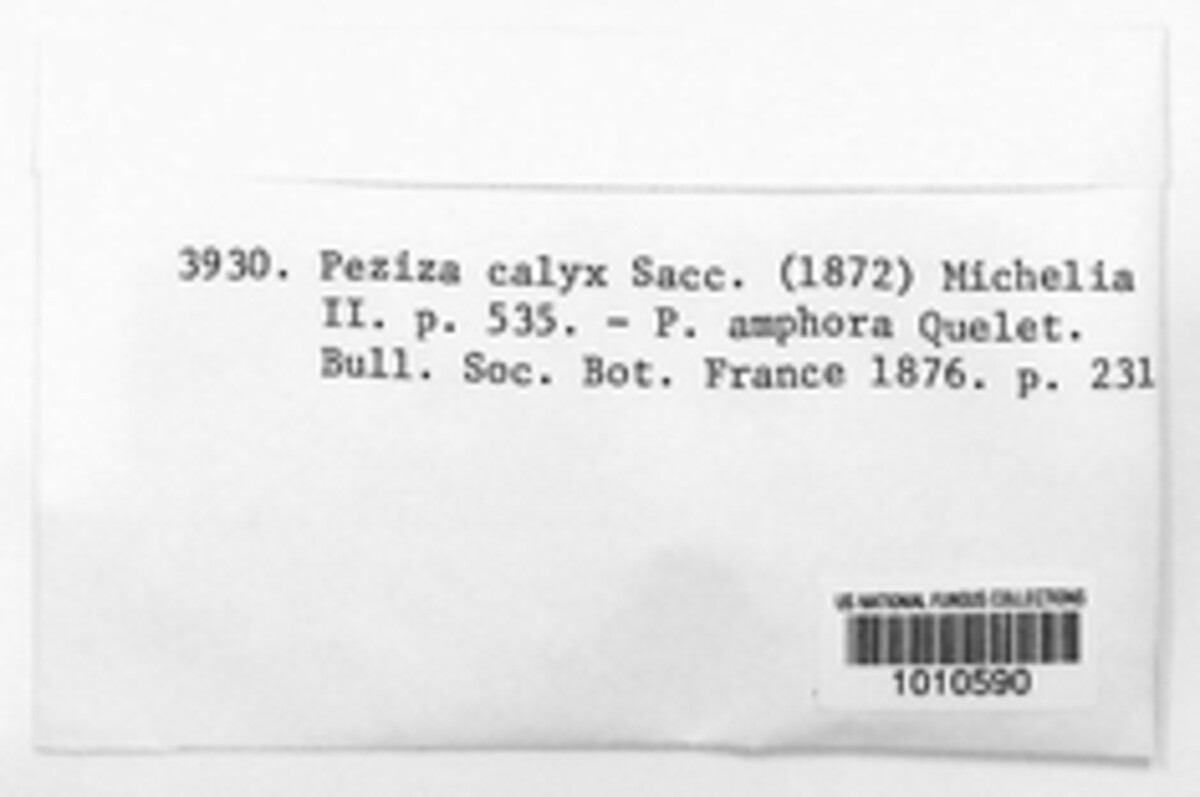 3930. Peziza calyx Sacc. (1872) Michelia
II. p. 535. - P. amphora Quelet.
Bull. Soc. Bot. France 1876. p. 231
US NATIONAL FUNGUS COLLECTIONS
1010590